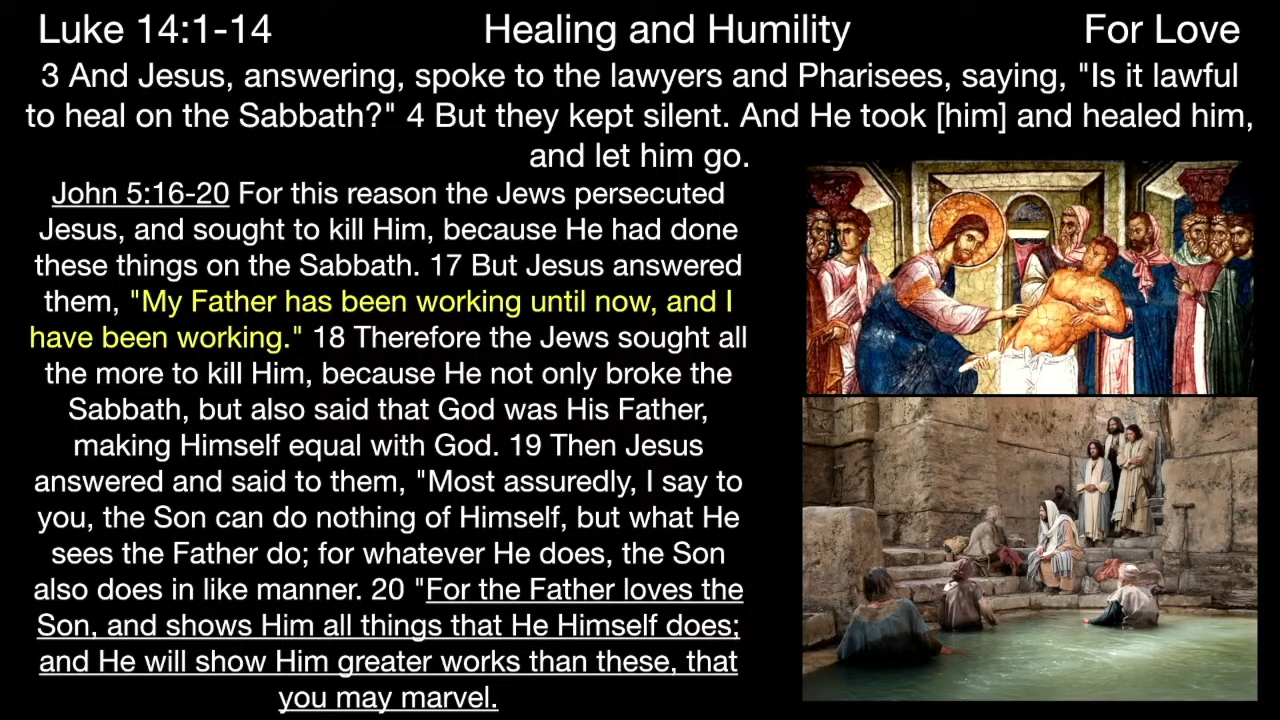 Luke 14:1-14 Healing and Humility For Love
3 And Jesus, answering, spoke to the lawyers and Pharisees, saying, "Is it lawful
to heal on the Sabbath?" 4 But they kept silent. And He took [him] and healed him,
and let him go.
John 5:16-20 For this reason the Jews persecuted
Jesus, and sought to kill Him, because He had done
these things on the Sabbath. 17 But Jesus answered
them, "My Father has been working until now, and I
have been working." 18 Therefore the Jews sought all
the more to kill Him, because He not only broke the
Sabbath, but also said that God was His Father,
making Himself equal with God. 19 Then Jesus
answered and said to them, "Most assuredly, I say to
you, the Son can do nothing of Himself, but what He
sees the Father do; for whatever He does, the Son
also does in like manner. 20 "For the Father loves the
Son, and shows Him all things that He Himself does;
and He will show Him greater works than these, that
you may marvel.